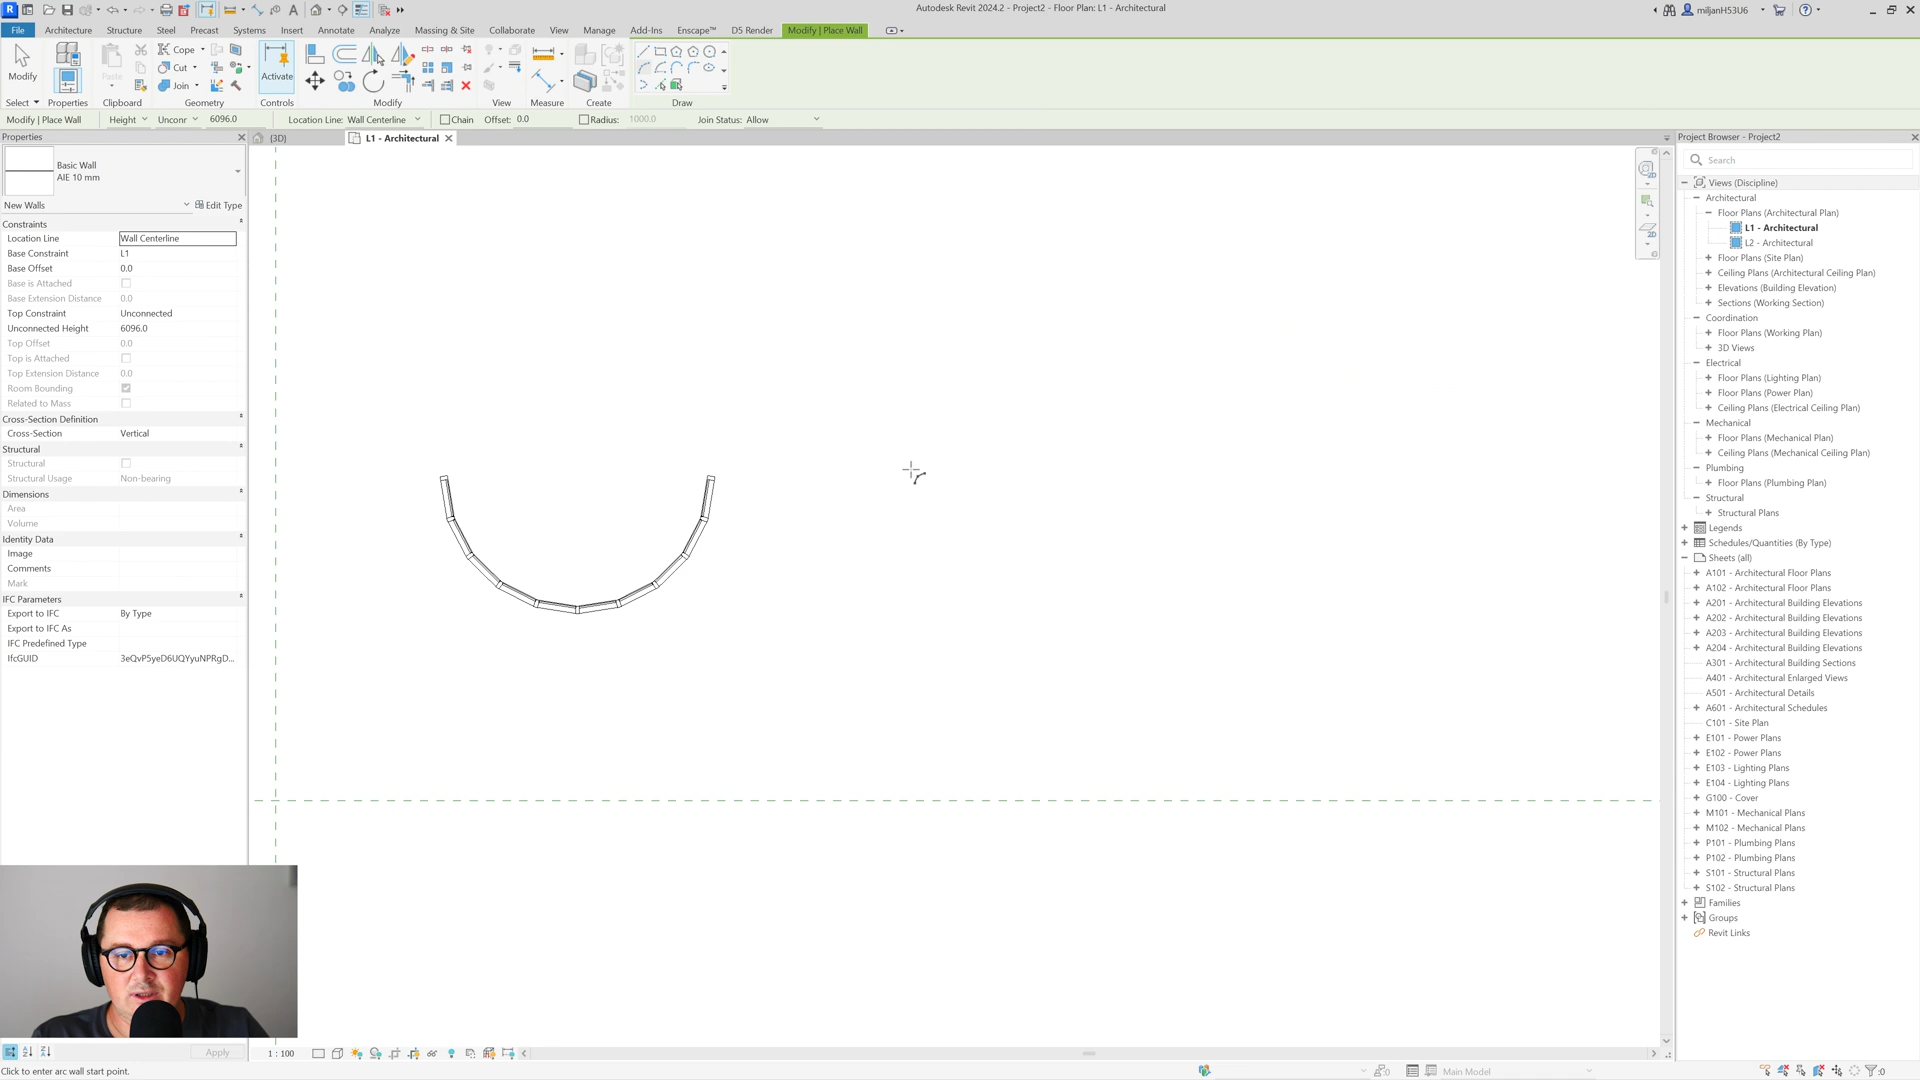 Autodesk Revit 2024.2 - Project2 - Floor Plan: L1 - Architectural
miljanH53U6
File
Architecture
Structure
Steel
Precast
Systems
Insert
Annotate
Analyze
Massing & Site
Collaborate
View
Manage
Add-Ins
Enscape™
D5 Render
Modify | Place Wall
Modify
Paste
Cope
Cut
Join
Activate
Select
Properties
Clipboard
Geometry
Controls
Modify
View
Measure
Create
Draw
Modify | Place Wall
Height
Unconr
6096.0
Location Line: Wall Centerline
Chain
Offset: 0.0
Radius: 1000.0
Join Status: Allow
Properties
{3D}
L1 - Architectural
Basic Wall
AIE 10 mm
New Walls
Edit Type
Constraints
Location Line Wall Centerline
Base Constraint L1
Base Offset 0.0
Base is Attached
Base Extension Distance 0.0
Top Constraint Unconnected
Unconnected Height 6096.0
Top Offset 0.0
Top is Attached
Top Extension Distance 0.0
Room Bounding
Related to Mass
Cross-Section Definition
Cross-Section Vertical
Structural
Structural
Structural Usage Non-bearing
Dimensions
Area
Volume
Identity Data
Image
Comments
Mark
IFC Parameters
Export to IFC By Type
Export to IFC As
IFC Predefined Type
IfcGUID 3eQvP5yeD6UQYyuNPRgD...
Apply
Click to enter arc wall start point.
1 : 100
Main Model
:0
:0
2D
2D
Project Browser - Project2
Search
Views (Discipline)
Architectural
Floor Plans (Architectural Plan)
L1 - Architectural
L2 - Architectural
Floor Plans (Site Plan)
Ceiling Plans (Architectural Ceiling Plan)
Elevations (Building Elevation)
Sections (Working Section)
Coordination
Floor Plans (Working Plan)
3D Views
Electrical
Floor Plans (Lighting Plan)
Floor Plans (Power Plan)
Ceiling Plans (Electrical Ceiling Plan)
Mechanical
Floor Plans (Mechanical Plan)
Ceiling Plans (Mechanical Ceiling Plan)
Plumbing
Floor Plans (Plumbing Plan)
Structural
Structural Plans
Legends
Schedules/Quantities (By Type)
Sheets (all)
A101 - Architectural Floor Plans
A102 - Architectural Floor Plans
A201 - Architectural Building Elevations
A202 - Architectural Building Elevations
A203 - Architectural Building Elevations
A204 - Architectural Building Elevations
A301 - Architectural Building Sections
A401 - Architectural Enlarged Views
A501 - Architectural Details
A601 - Architectural Schedules
C101 - Site Plan
E101 - Power Plans
E102 - Power Plans
E103 - Lighting Plans
E104 - Lighting Plans
G100 - Cover
M101 - Mechanical Plans
M102 - Mechanical Plans
P101 - Plumbing Plans
P102 - Plumbing Plans
S101 - Structural Plans
S102 - Structural Plans
Families
Groups
Revit Links